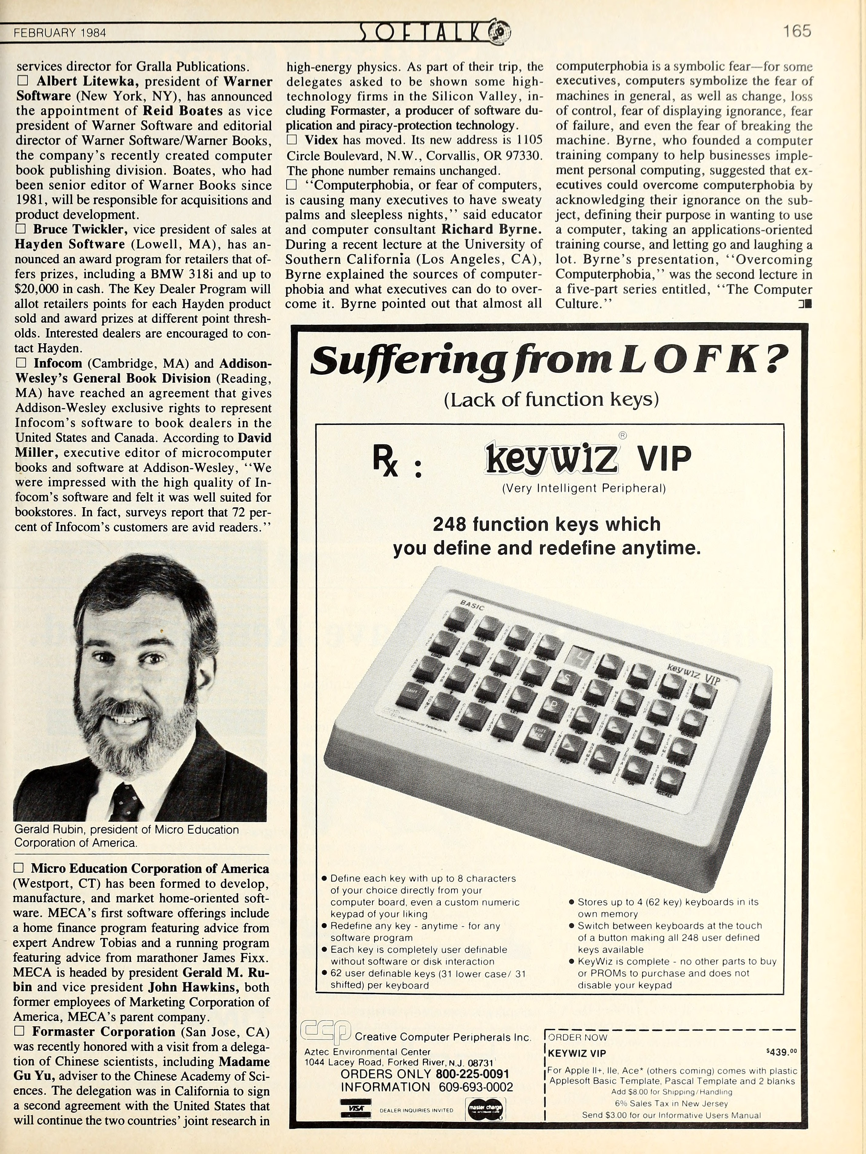 FEBRUARY 1984
SOFTALK
165
services director for Gralla Publications.
☐ Albert Litewka, president of Warner
Software (New York, NY), has announced
the appointment of Reid Boates as vice
president of Warner Software and editorial
director of Warner Software/Warner Books,
the company's recently created computer
book publishing division. Boates, who had
been senior editor of Warner Books since
1981, will be responsible for acquisitions and
product development.
☐ Bruce Twickler, vice president of sales at
Hayden Software (Lowell, MA), has an-
nounced an award program for retailers that of-
fers prizes, including a BMW 318i and up to
$20,000 in cash. The Key Dealer Program will
allot retailers points for each Hayden product
sold and award prizes at different point thresh-
olds. Interested dealers are encouraged to con-
tact Hayden.
☐ Infocom (Cambridge, MA) and Addison-
Wesley's General Book Division (Reading,
MA) have reached an agreement that gives
Addison-Wesley exclusive rights to represent
Infocom's software to book dealers in the
United States and Canada. According to David
Miller, executive editor of microcomputer
books and software at Addison-Wesley, "We
were impressed with the high quality of In-
focom's software and felt it was well suited for
bookstores. In fact, surveys report that 72 per-
cent of Infocom's customers are avid readers."
Gerald Rubin, president of Micro Education
Corporation of America.
☐ Micro Education Corporation of America
(Westport, CT) has been formed to develop,
manufacture, and market home-oriented soft-
ware. MECA's first software offerings include
a home finance program featuring advice from
expert Andrew Tobias and a running program
featuring advice from marathoner James Fixx.
MECA is headed by president Gerald M. Ru-
bin and vice president John Hawkins, both
former employees of Marketing Corporation of
America, MECA's parent company.
☐ Formaster Corporation (San Jose, CA)
was recently honored with a visit from a delega-
tion of Chinese scientists, including Madame
Gu Yu, adviser to the Chinese Academy of Sci-
ences. The delegation was in California to sign
a second agreement with the United States that
will continue the two countries' joint research in
high-energy physics. As part of their trip, the
delegates asked to be shown some high-
technology firms in the Silicon Valley, in-
cluding Formaster, a producer of software du-
plication and piracy-protection technology.
☐ Videx has moved. Its new address is 1105
Circle Boulevard, N.W., Corvallis, OR 97330.
The phone number remains unchanged.
☐ "Computerphobia, or fear of computers,
is causing many executives to have sweaty
palms and sleepless nights," said educator
and computer consultant Richard Byrne.
During a recent lecture at the University of
Southern California (Los Angeles, CA),
Byrne explained the sources of computer-
phobia and what executives can do to over-
come it. Byrne pointed out that almost all
computerphobia is a symbolic fear—for some
executives, computers symbolize the fear of
machines in general, as well as change, loss
of control, fear of displaying ignorance, fear
of failure, and even the fear of breaking the
machine. Byrne, who founded a computer
training company to help businesses imple-
ment personal computing, suggested that ex-
ecutives could overcome computerphobia by
acknowledging their ignorance on the sub-
ject, defining their purpose in wanting to use
a computer, taking an applications-oriented
training course, and letting go and laughing a
lot. Byrne's presentation, "Overcoming
Computerphobia," was the second lecture in
a five-part series entitled, "The Computer
Culture."
Suffering from L O F K?
(Lack of function keys)
Rx : keywiz® VIP
(Very Intelligent Peripheral)
248 function keys which
you define and redefine anytime.
BASIC
keywiz VIP
• Define each key with up to 8 characters
of your choice directly from your
computer board, even a custom numeric
keypad of your liking
• Redefine any key - anytime - for any
software program
• Each key is completely user definable
without software or disk interaction
• 62 user definable keys (31 lower case/ 31
shifted) per keyboard
• Stores up to 4 (62 key) keyboards in its
own memory
• Switch between keyboards at the touch
of a button making all 248 user defined
keys available
• KeyWiz is complete - no other parts to buy
or PROMs to purchase and does not
disable your keypad
ccp Creative Computer Peripherals Inc.
Aztec Environmental Center
1044 Lacey Road, Forked River, N.J. 08731
ORDERS ONLY 800-225-0091
INFORMATION 609-693-0002
VISA DEALER INQUIRIES INVITED master charge
ORDER NOW
KEYWIZ VIP $439.00
For Apple II+, IIe, Ace* (others coming) comes with plastic
Applesoft Basic Template, Pascal Template and 2 blanks
Add $8.00 for Shipping/Handling
6% Sales Tax in New Jersey
Send $3.00 for our Informative Users Manual